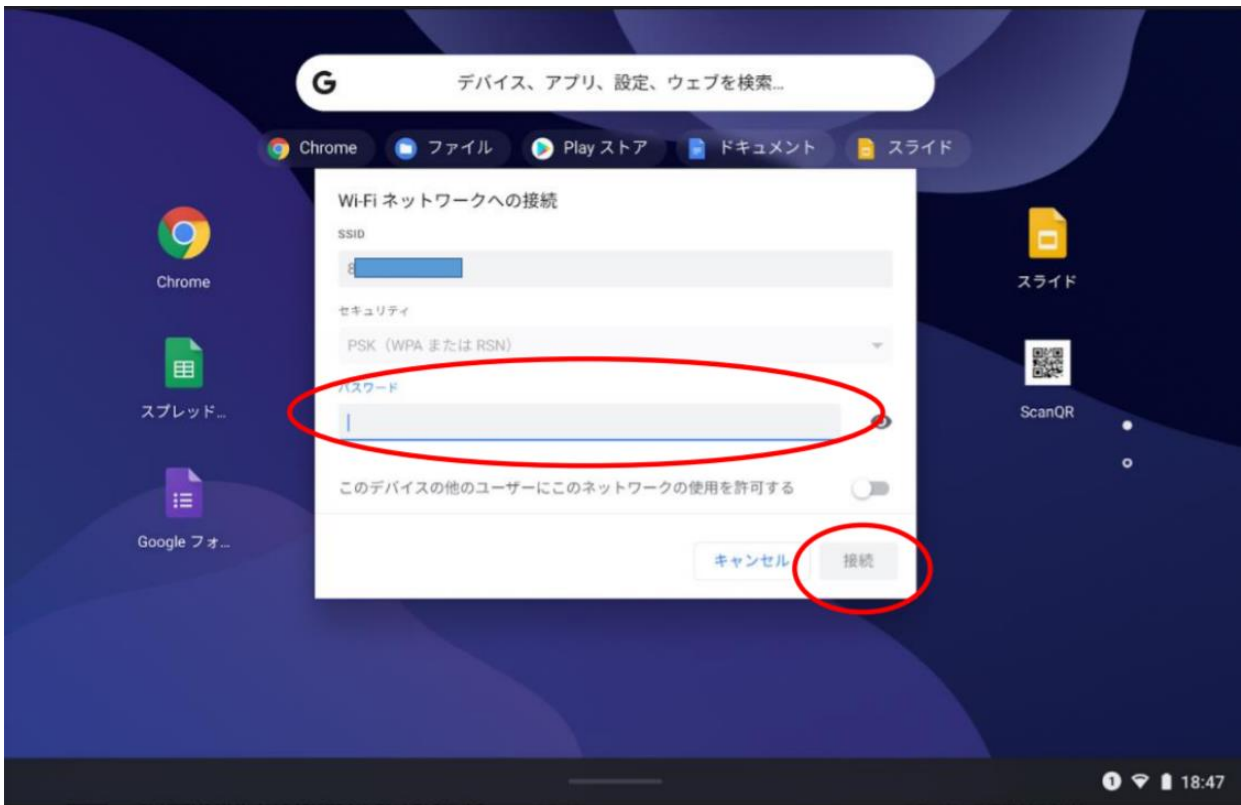 デバイス、アプリ、設定、ウェブを検索...
Chrome
ファイル
Play ストア
ドキュメント
スライド
Wi-Fi ネットワークへの接続
SSID
8
セキュリティ
PSK（WPA または RSN）
パスワード
このデバイスの他のユーザーにこのネットワークの使用を許可する
キャンセル
接続
Chrome
スプレッド...
Google フォ...
スライド
ScanQR
1
18:47